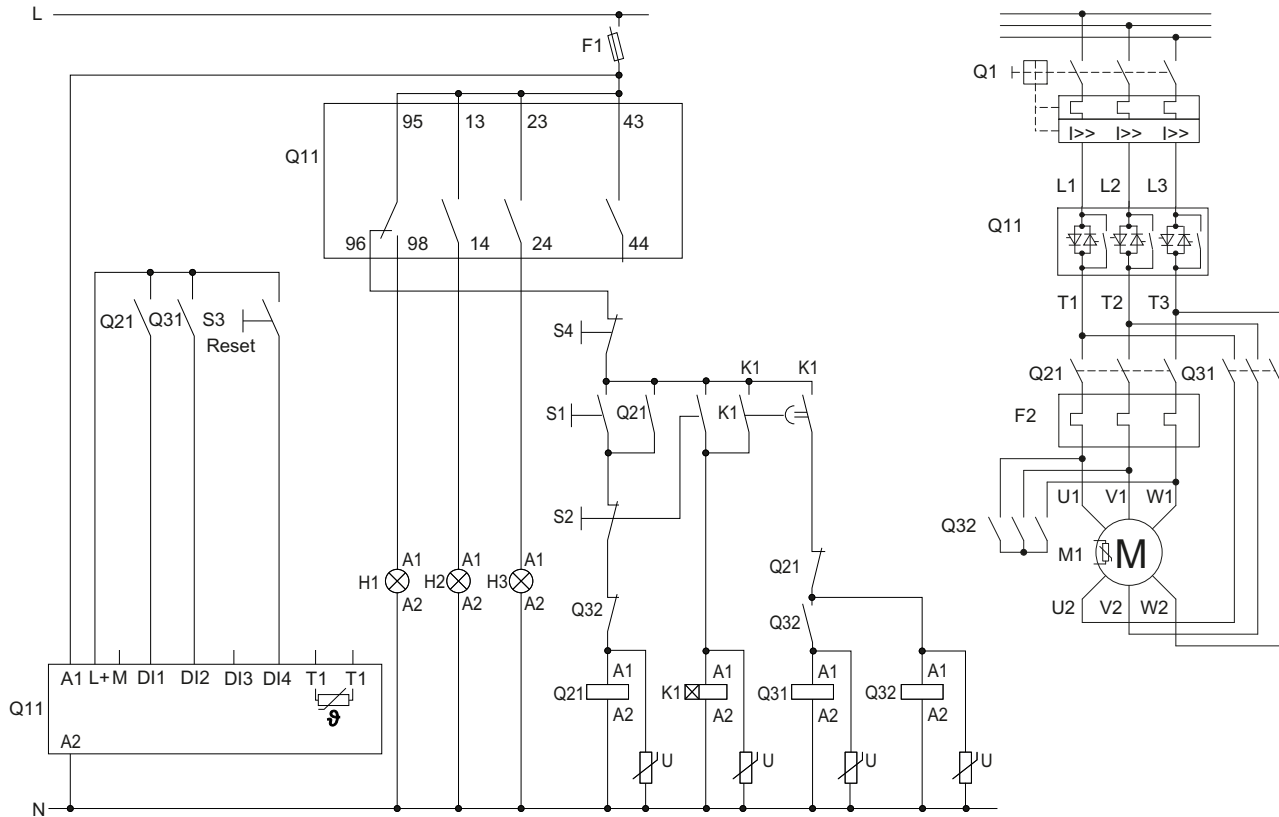 L
F1
Q1
I>> I>> I>>
95 13 23 43
Q11
96 98 14 24 44
L1 L2 L3
Q11
T1 T2 T3
Q21 Q31 S3
Reset
S4
K1 K1
S1 Q21 K1
Q21 Q31
F2
S2
U1 V1 W1
Q32
M1 M
U2 V2 W2
A1 A1 A1
H1 H2 H3
A2 A2 A2
Q21
Q32 Q32
A1 L+ M DI1 DI2 DI3 DI4 T1 T1
ϑ
Q11
A2
A1 A1 A1 A1
Q21 K1 Q31 Q32
A2 A2 A2 A2
U U U U
N